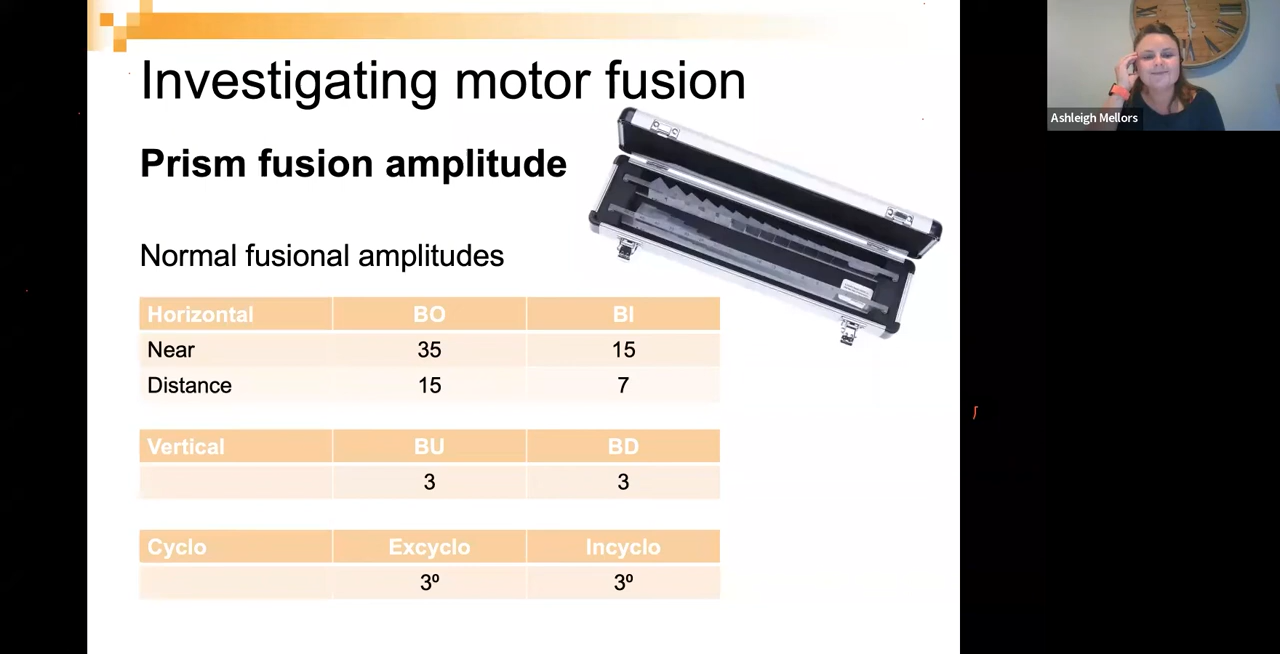 Investigating motor fusion
Prism fusion amplitude
Normal fusional amplitudes
Horizontal BO BI
Near 35 15
Distance 15 7
Vertical BU BD
3 3
Cyclo Excyclo Incyclo
3º 3º
Ashleigh Mellors